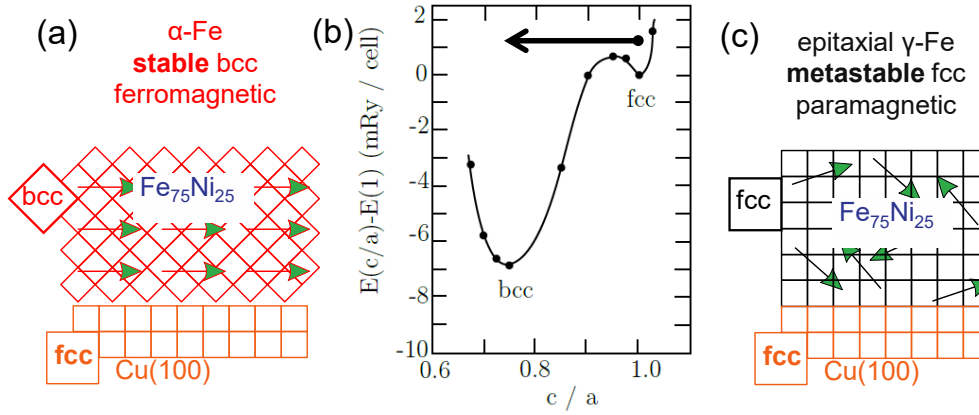 (a)
α-Fe
stable bcc
ferromagnetic
bcc
Fe75Ni25
fcc
Cu(100)
(b)
E(c/a)-E(1) (mRy / cell)
2
0
-2
-4
-6
-8
-10
fcc
bcc
0.6
0.8
1.0
c / a
(c)
epitaxial γ-Fe
metastable fcc
paramagnetic
fcc
Fe75Ni25
fcc
Cu(100)